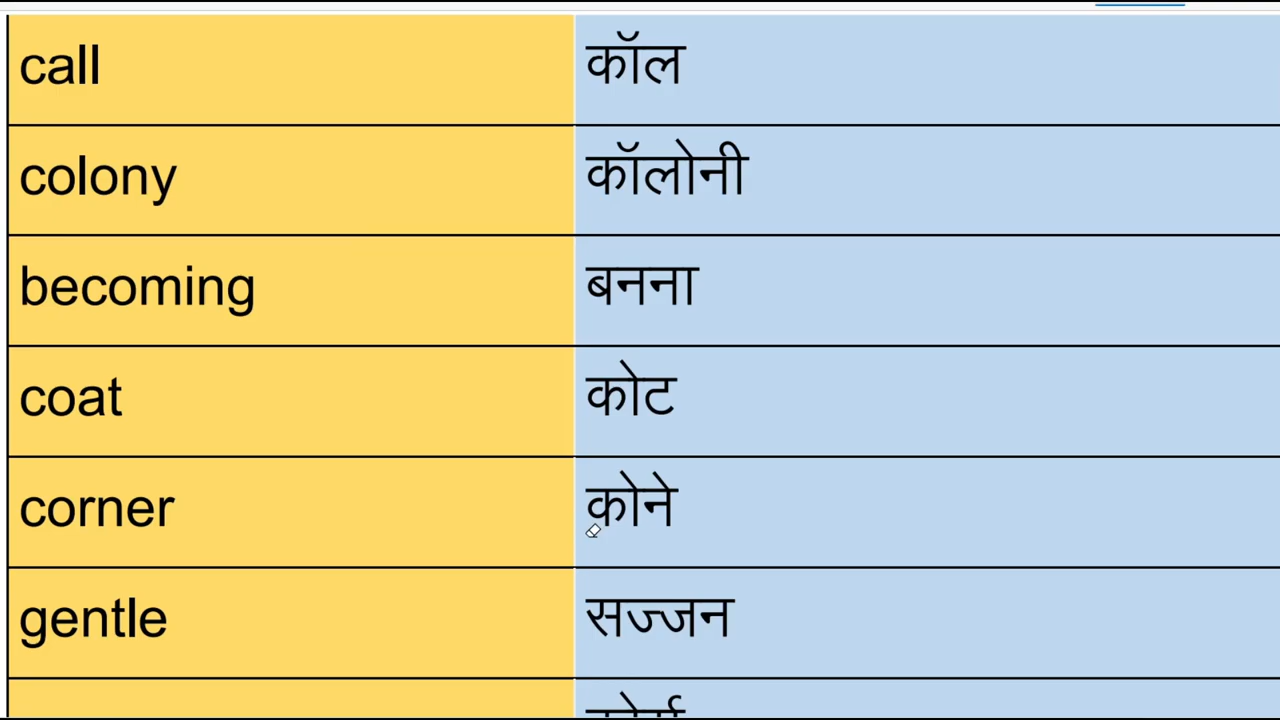 call कॉल
colony कॉलोनी
becoming बनना
coat कोट
corner कोने
gentle सज्जन